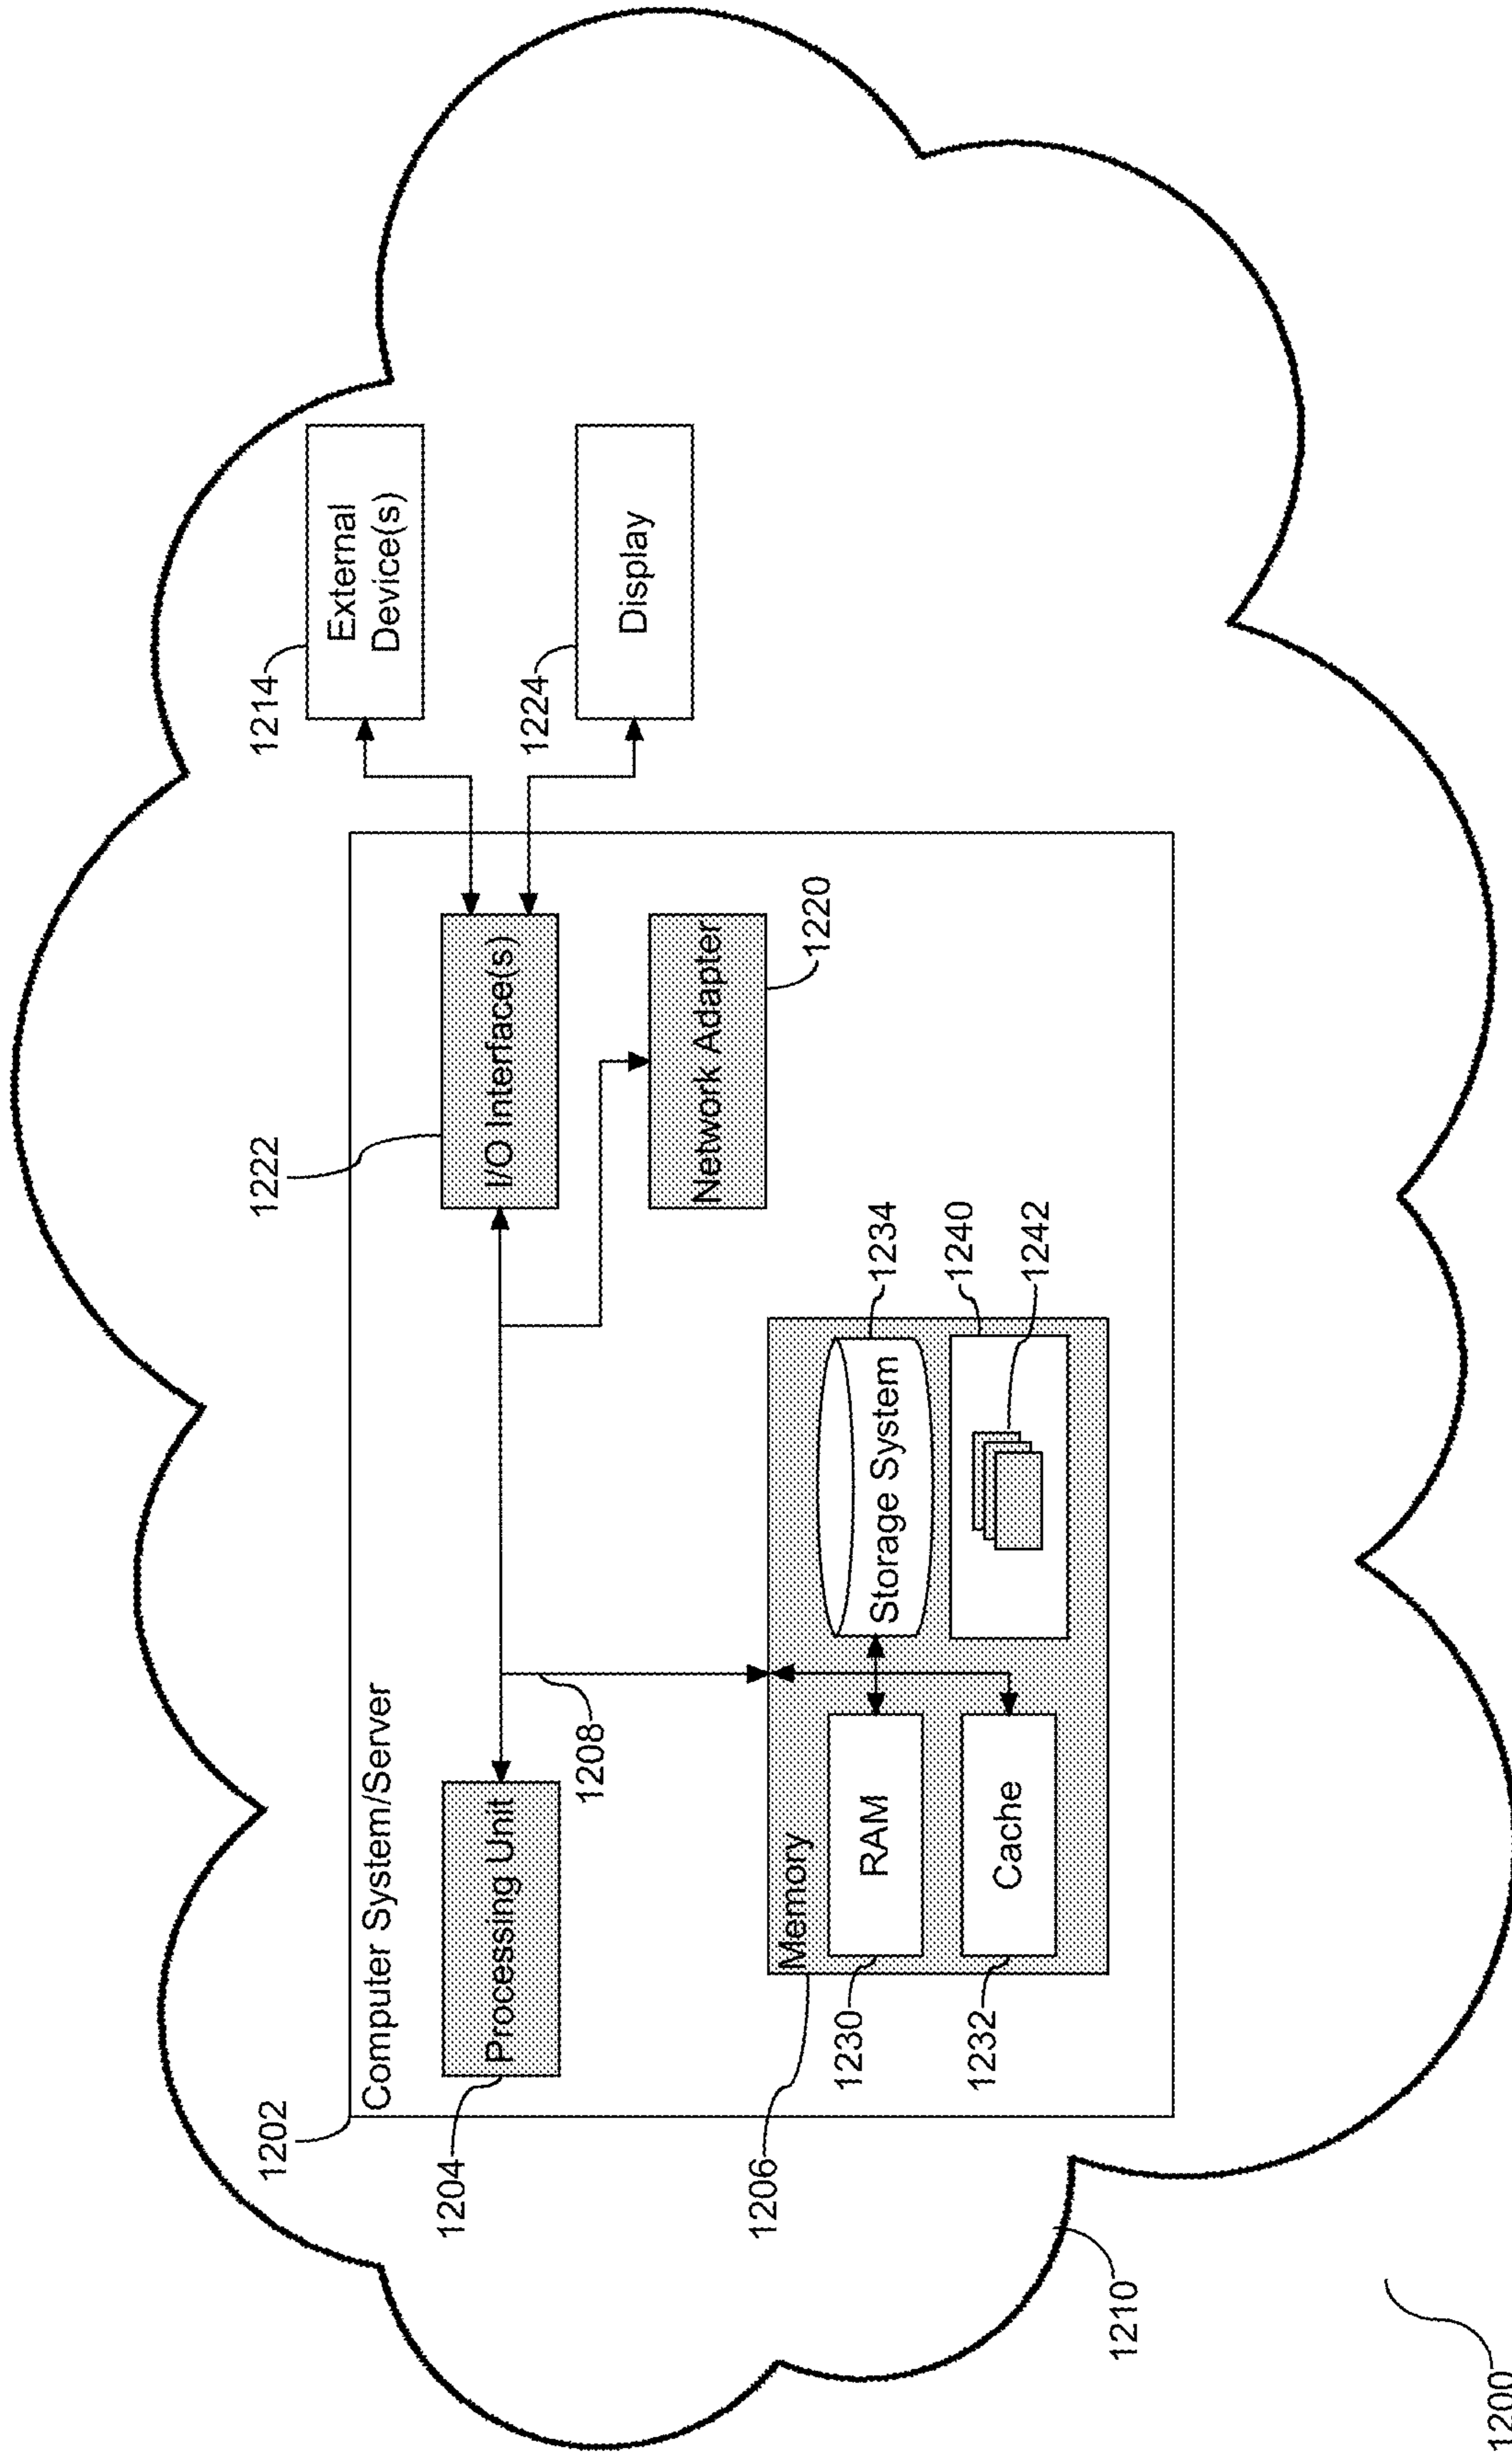 1202
Computer System/Server
1204
Processing Unit
1208
1222
I/O Interface(s)
1214
External
Device(s)
1224
Display
Network Adapter
1220
1206
Memory
1230
RAM
1232
Cache
Storage System
1234
1240
1242
1210
1200